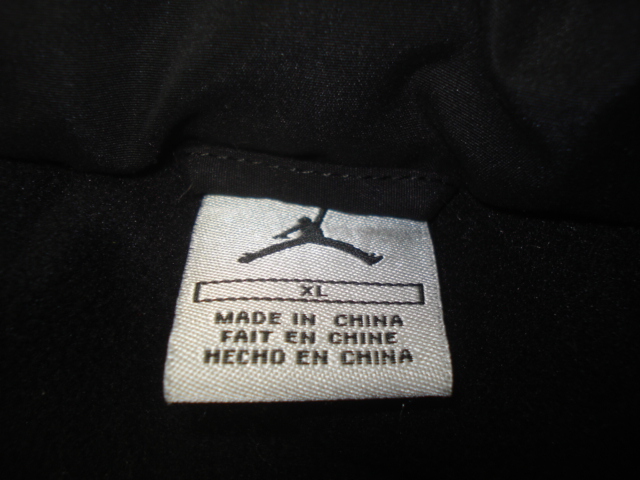 XL
MADE IN CHINA
FAIT EN CHINE
HECHO EN CHINA